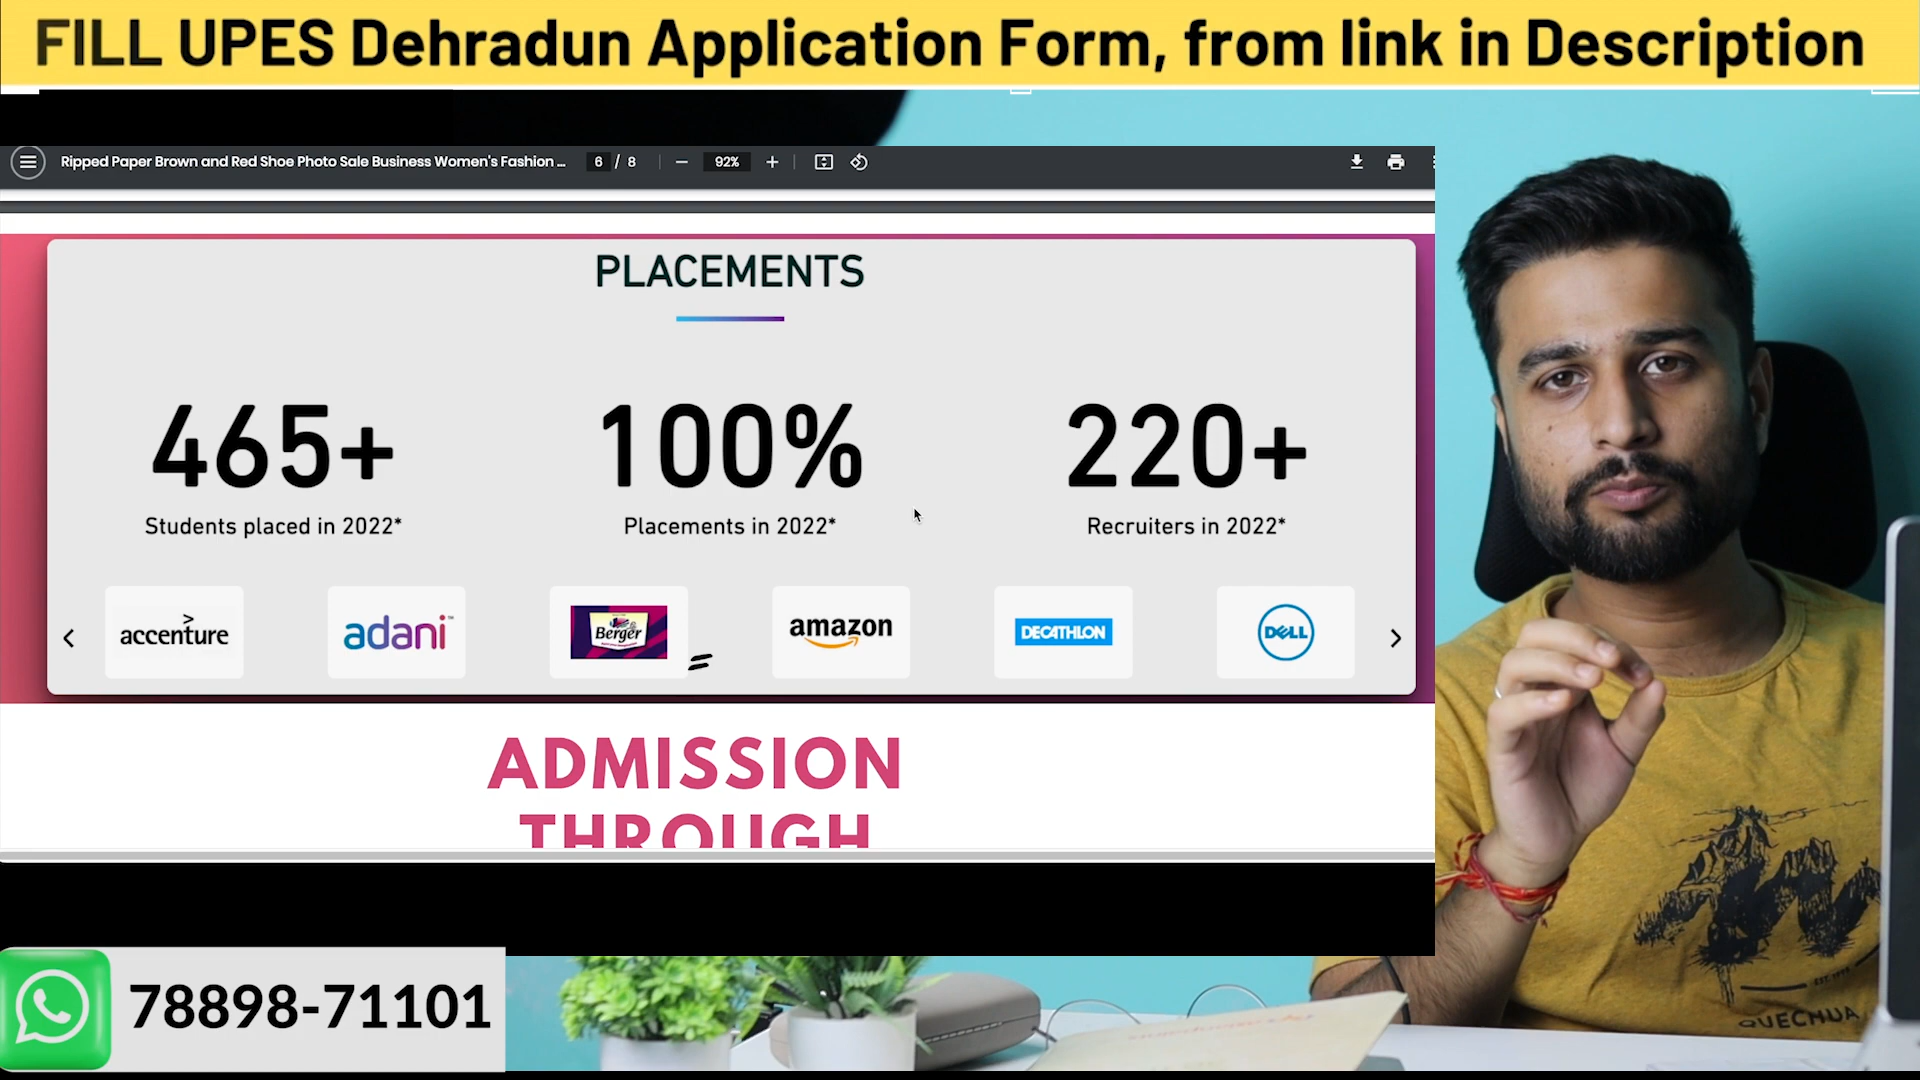 FILL UPES Dehradun Application Form, from link in Description
Ripped Paper Brown and Red Shoe Photo Sale Business Women's Fashion ... 6 / 8 92%
PLACEMENTS
465+ 100% 220+
Students placed in 2022* Placements in 2022* Recruiters in 2022*
accenture adani™ Berger amazon DECATHLON DELL
ADMISSION
THROUGH
78898-71101
QUECHUA